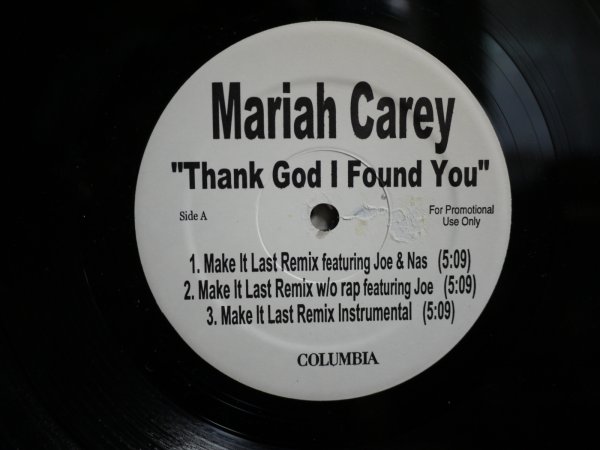 Mariah Carey
"Thank God I Found You"
Side A
For Promotional
Use Only
1. Make It Last Remix featuring Joe & Nas (5:09)
2. Make It Last Remix w/o rap featuring Joe (5:09)
3. Make It Last Remix Instrumental (5:09)
COLUMBIA